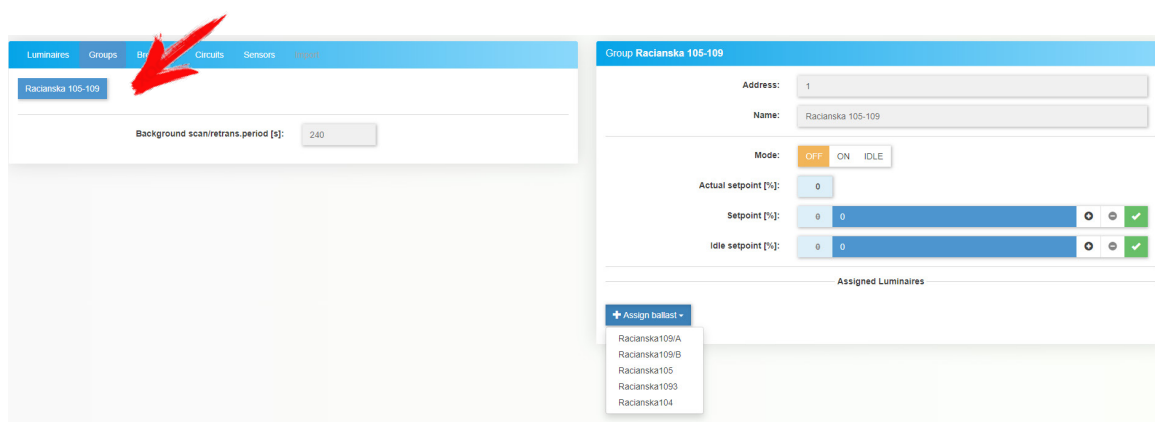 Luminaires Groups Circuits Sensors
Racianska 105-109
Background scan/retrans.period [s]: 240
Group Racianska 105-109
Address: 1
Name: Racianska 105-109
Mode: OFF ON IDLE
Actual setpoint [%]: 0
Setpoint [%]: 0 0
Idle setpoint [%]: 0 0
Assigned Luminaires
Assign ballast
Racianska109/A
Racianska109/B
Racianska105
Racianska1093
Racianska104